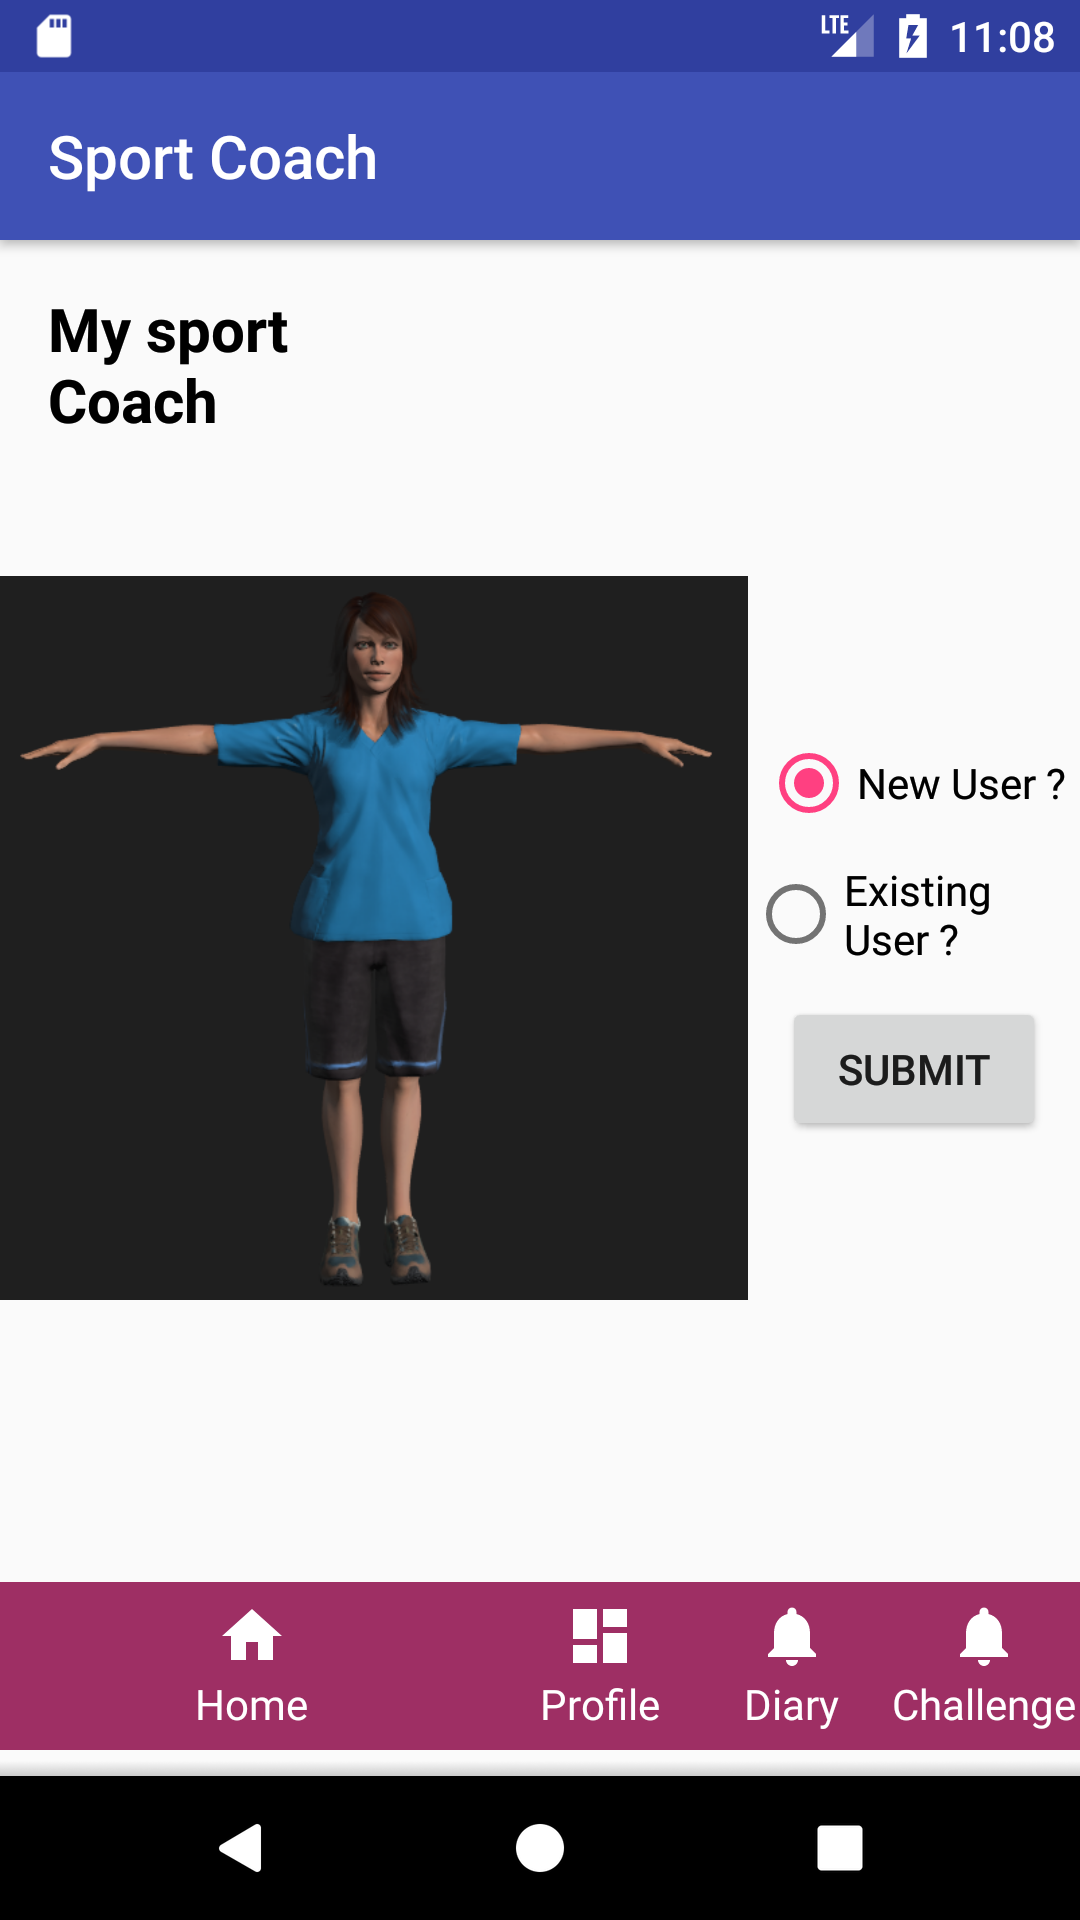 LTE 11:08
Sport Coach
My sport
Coach
New User ?
Existing
User ?
SUBMIT
Home Profile Diary Challenge